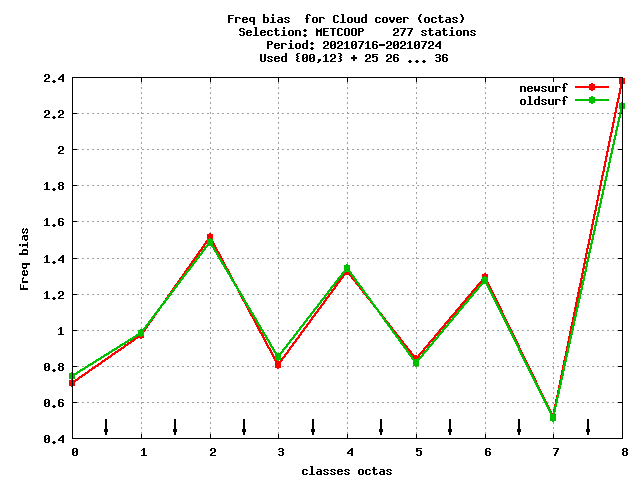 Freq bias  for Cloud cover (octas)
Selection: METCOOP    277 stations
Period: 20210716-20210724
Used {00,12} + 25 26 ... 36
newsurf
oldsurf
2.4
2.2
2
1.8
1.6
1.4
1.2
1
0.8
0.6
0.4
Freq bias
0 1 2 3 4 5 6 7 8
classes octas